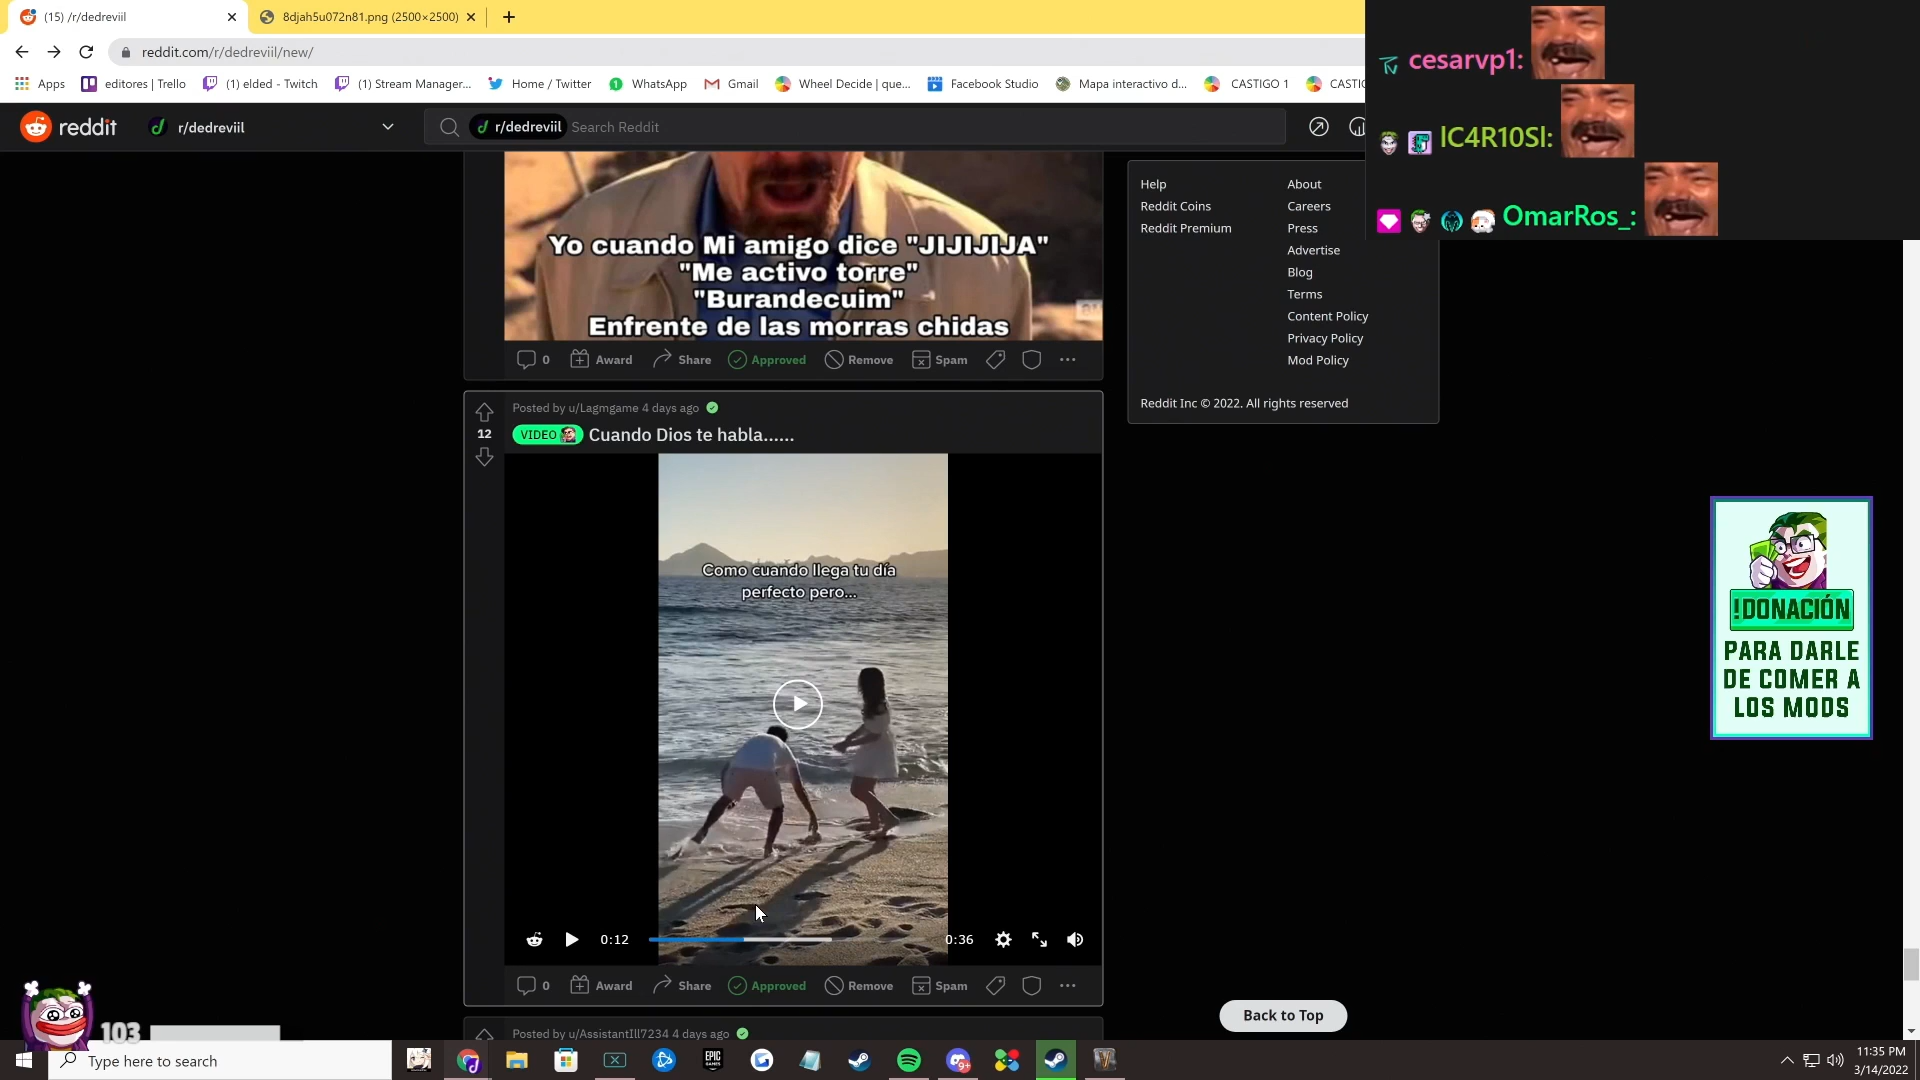 (15) /r/dedreviil
8djah5u072n81.png (2500×2500)
reddit.com/r/dedreviil/new/
Apps
editores | Trello
(1) elded - Twitch
(1) Stream Manager...
Home / Twitter
WhatsApp
Gmail
Wheel Decide | que...
Facebook Studio
Mapa interactivo d...
CASTIGO 1
reddit
r/dedreviil
r/dedreviil
Search Reddit
cesarvp1:
lC4R10Sl:
OmarRos_:
Yo cuando Mi amigo dice "JIJIJIJA"
"Me activo torre"
"Burandecuim"
Enfrente de las morras chidas
0
Award
Share
Approved
Remove
Spam
Help
About
Reddit Coins
Careers
Reddit Premium
Press
Advertise
Blog
Terms
Content Policy
Privacy Policy
Mod Policy
Reddit Inc © 2022. All rights reserved
12
Posted by u/Lagmgame 4 days ago
VIDEO
Cuando Dios te habla......
Como cuando llega tu día
perfecto pero...
0:12
0:36
0
Award
Share
Approved
Remove
Spam
Posted by u/AssistantIll7234 4 days ago
Back to Top
!DONACIÓN
PARA DARLE
DE COMER A
LOS MODS
103
Type here to search
EPIC
GAMES
9+
11:35 PM
3/14/2022